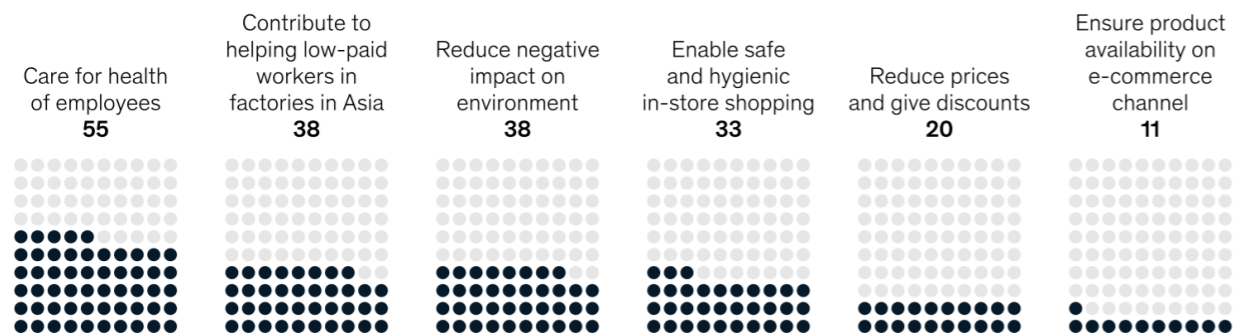 Care for health
of employees
55
Contribute to
helping low-paid
workers in
factories in Asia
38
Reduce negative
impact on
environment
38
Enable safe
and hygienic
in-store shopping
33
Reduce prices
and give discounts
20
Ensure product
availability on
e-commerce
channel
11